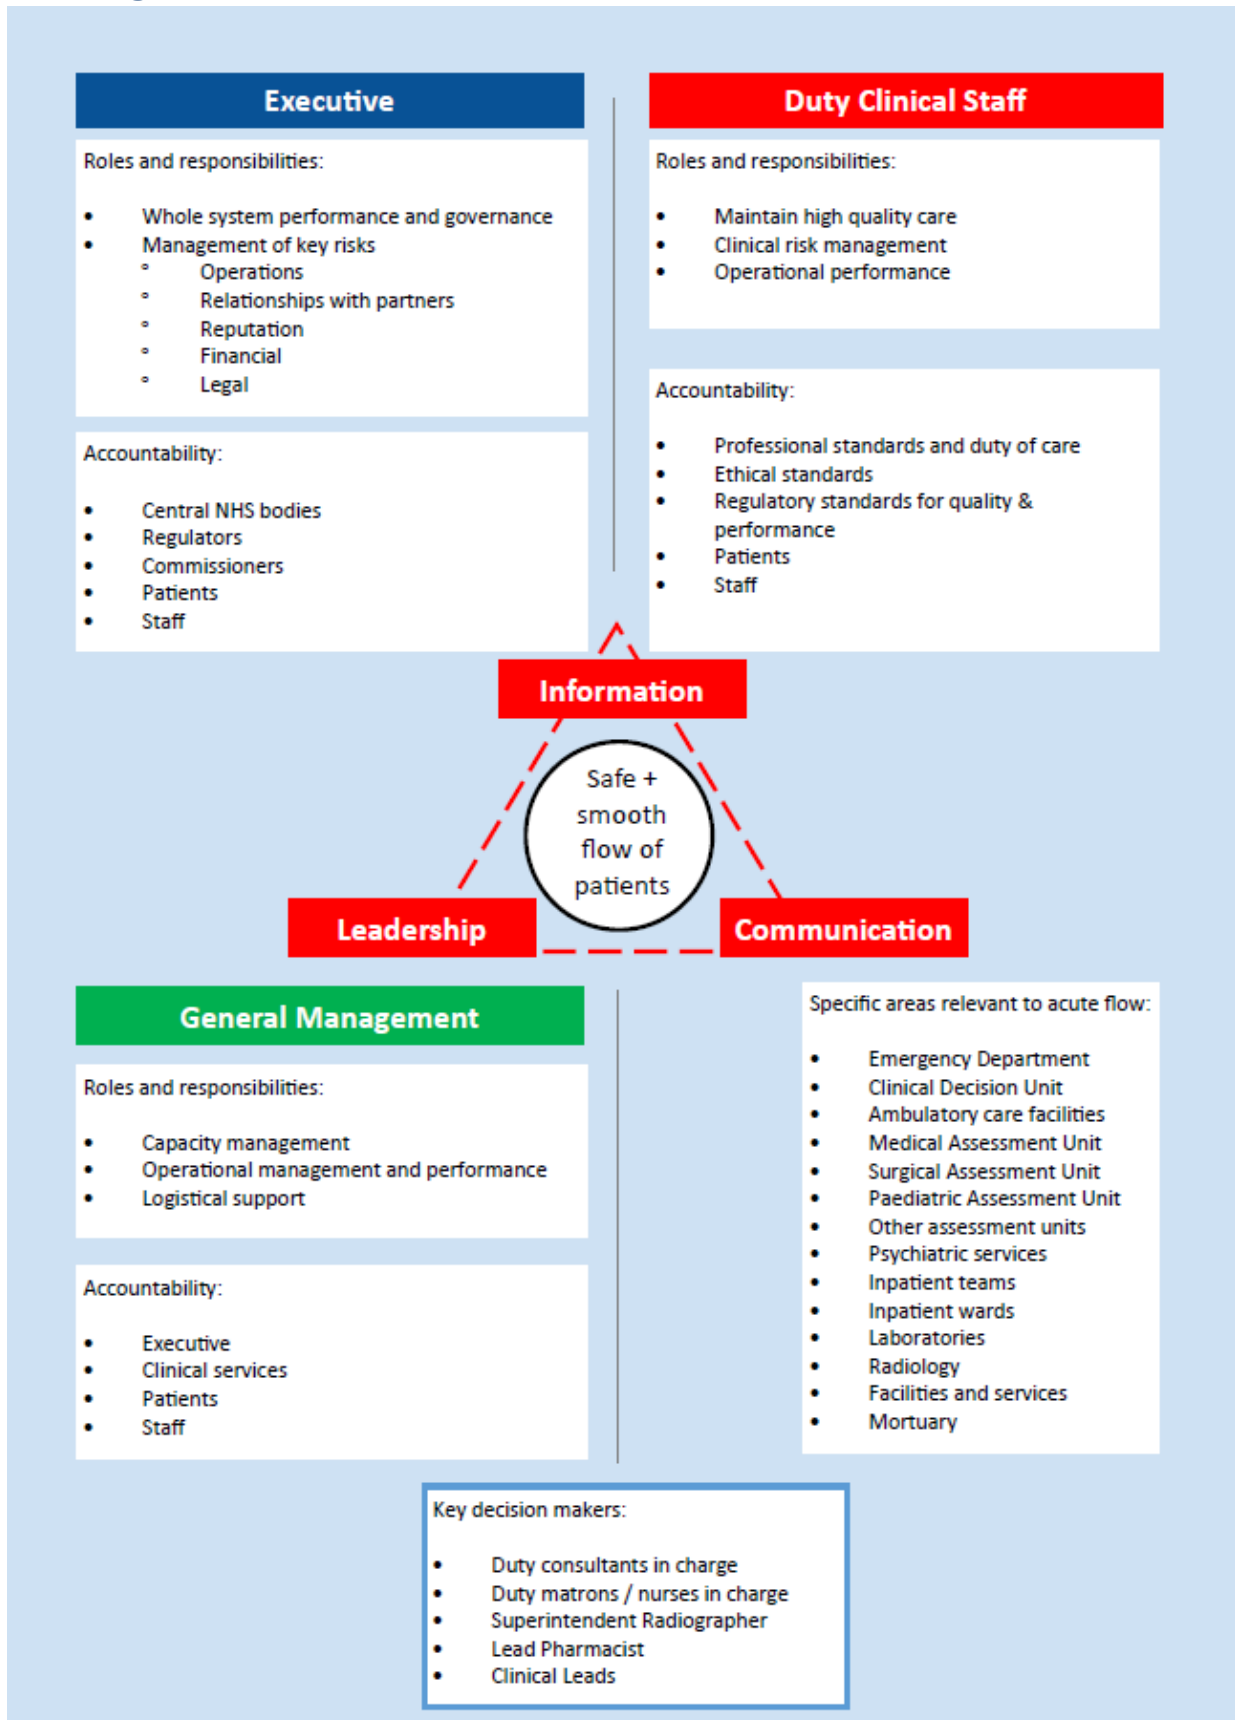 Executive
Roles and responsibilities:
• Whole system performance and governance
• Management of key risks
° Operations
° Relationships with partners
° Reputation
° Financial
° Legal
Accountability:
• Central NHS bodies
• Regulators
• Commissioners
• Patients
• Staff
Duty Clinical Staff
Roles and responsibilities:
• Maintain high quality care
• Clinical risk management
• Operational performance
Accountability:
• Professional standards and duty of care
• Ethical standards
• Regulatory standards for quality &
performance
• Patients
• Staff
Information
Safe +
smooth
flow of
patients
Leadership
Communication
General Management
Roles and responsibilities:
• Capacity management
• Operational management and performance
• Logistical support
Accountability:
• Executive
• Clinical services
• Patients
• Staff
Specific areas relevant to acute flow:
• Emergency Department
• Clinical Decision Unit
• Ambulatory care facilities
• Medical Assessment Unit
• Surgical Assessment Unit
• Paediatric Assessment Unit
• Other assessment units
• Psychiatric services
• Inpatient teams
• Inpatient wards
• Laboratories
• Radiology
• Facilities and services
• Mortuary
Key decision makers:
• Duty consultants in charge
• Duty matrons / nurses in charge
• Superintendent Radiographer
• Lead Pharmacist
• Clinical Leads